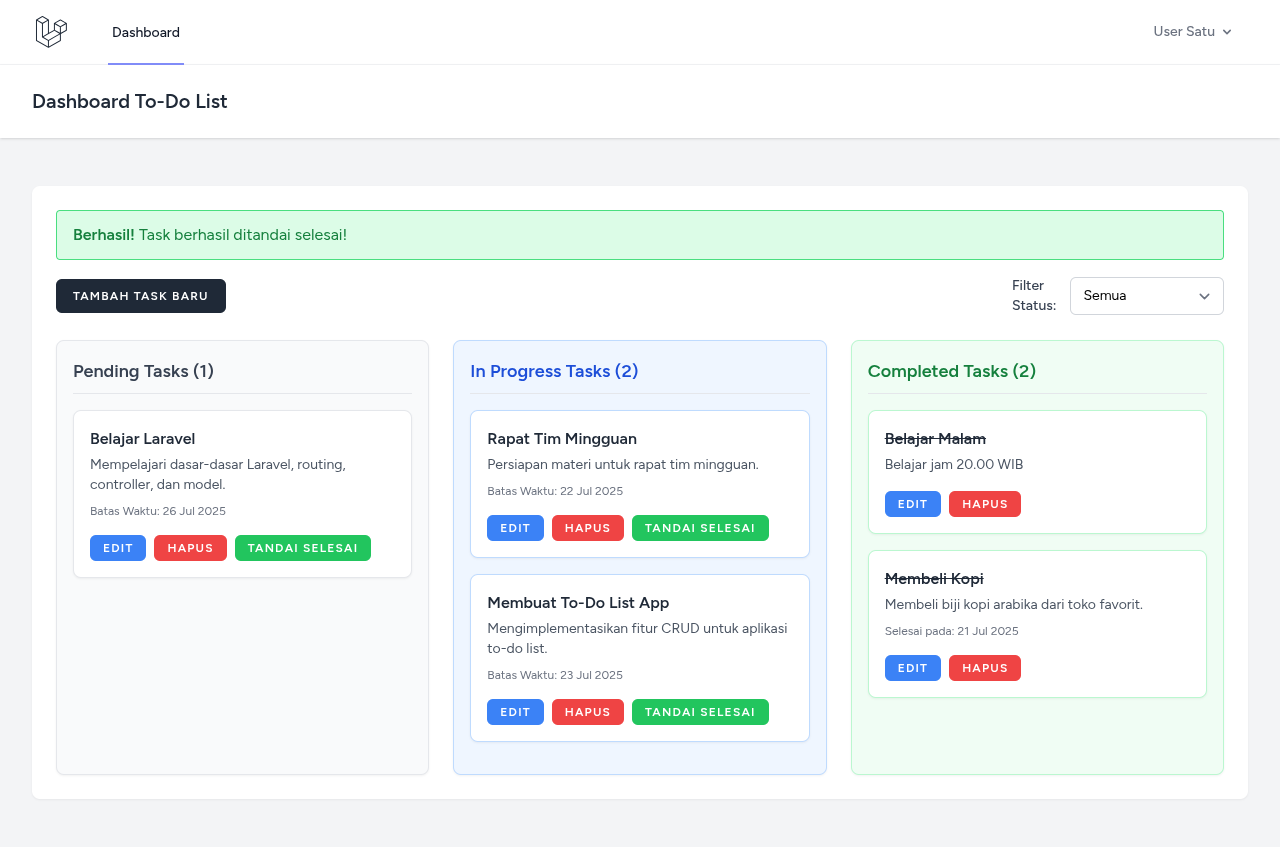 Dashboard
User Satu
Dashboard To-Do List
Berhasil! Task berhasil ditandai selesai!
TAMBAH TASK BARU
Filter
Status:
Semua
Pending Tasks (1)
Belajar Laravel
Mempelajari dasar-dasar Laravel, routing,
controller, dan model.
Batas Waktu: 26 Jul 2025
EDIT HAPUS TANDAI SELESAI
In Progress Tasks (2)
Rapat Tim Mingguan
Persiapan materi untuk rapat tim mingguan.
Batas Waktu: 22 Jul 2025
EDIT HAPUS TANDAI SELESAI
Membuat To-Do List App
Mengimplementasikan fitur CRUD untuk aplikasi
to-do list.
Batas Waktu: 23 Jul 2025
EDIT HAPUS TANDAI SELESAI
Completed Tasks (2)
Belajar Malam
Belajar jam 20.00 WIB
EDIT HAPUS
Membeli Kopi
Membeli biji kopi arabika dari toko favorit.
Selesai pada: 21 Jul 2025
EDIT HAPUS